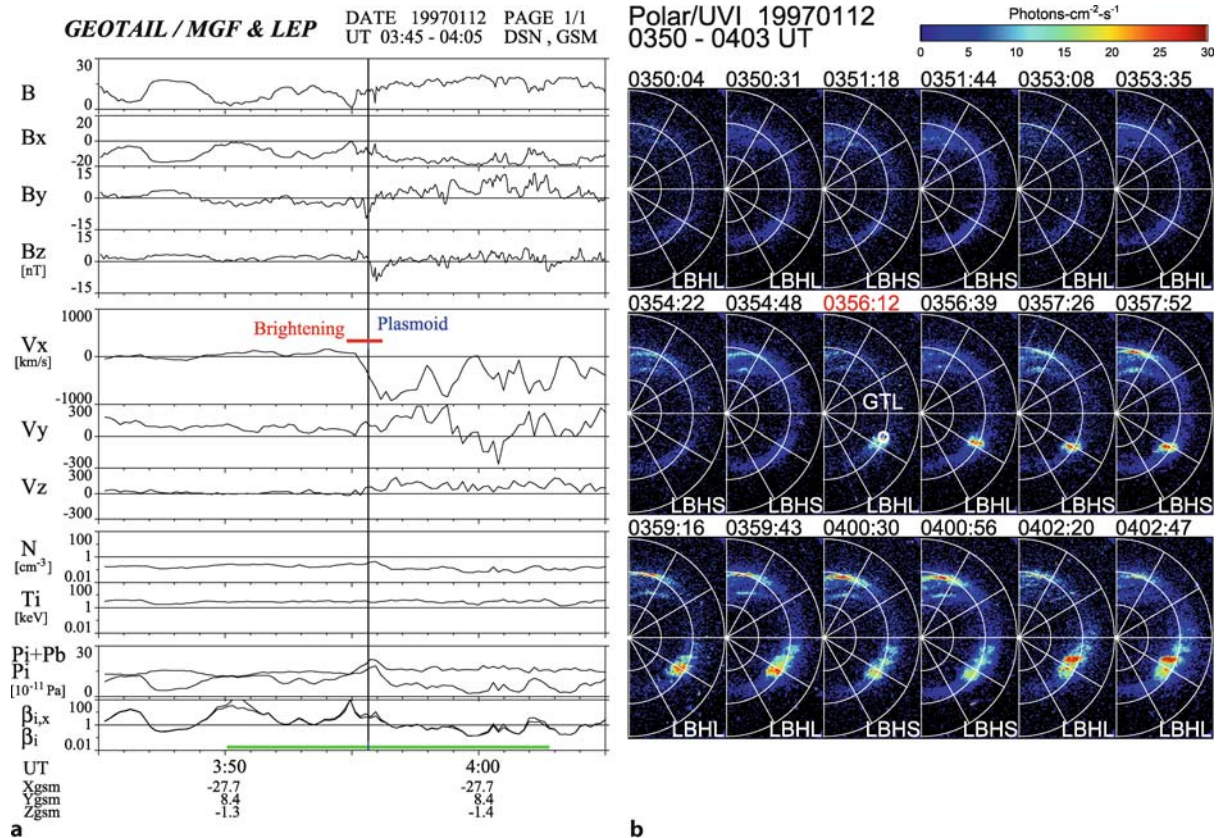 GEOTAIL / MGF & LEP
DATE 19970112 PAGE 1/1
UT 03:45 - 04:05 DSN , GSM
B
30
0
Bx
20
0
-20
By
15
0
-15
Bz
[nT]
15
0
-15
Vx
[km/s]
1000
0
-1000
Brightening
Plasmoid
Vy
300
0
-300
Vz
300
0
-300
N
[cm-3]
100
1
0.01
Ti
[keV]
100
1
0.01
Pi+Pb
Pi
[10-11 Pa]
30
0
βi,x
βi
100
1
0.01
UT 3:50 4:00
Xgsm -27.7 -27.7
Ygsm 8.4 8.4
Zgsm -1.3 -1.4
a
Polar/UVI 19970112
0350 - 0403 UT
Photons-cm-2-s-1
0 5 10 15 20 25 30
0350:04 0350:31 0351:18 0351:44 0353:08 0353:35
LBHL LBHL LBHS LBHS LBHL LBHL
0354:22 0354:48 0356:12 0356:39 0357:26 0357:52
GTL
LBHS LBHS LBHL LBHL LBHS LBHS
0359:16 0359:43 0400:30 0400:56 0402:20 0402:47
LBHL LBHL LBHS LBHS LBHL LBHL
b